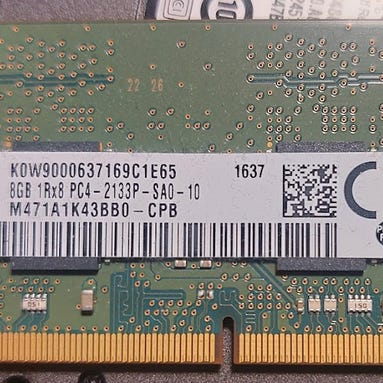 22 26
K0W9000637169C1E65 1637
8GB 1Rx8 PC4-2133P-SA0-10
M471A1K43BB0-CPB